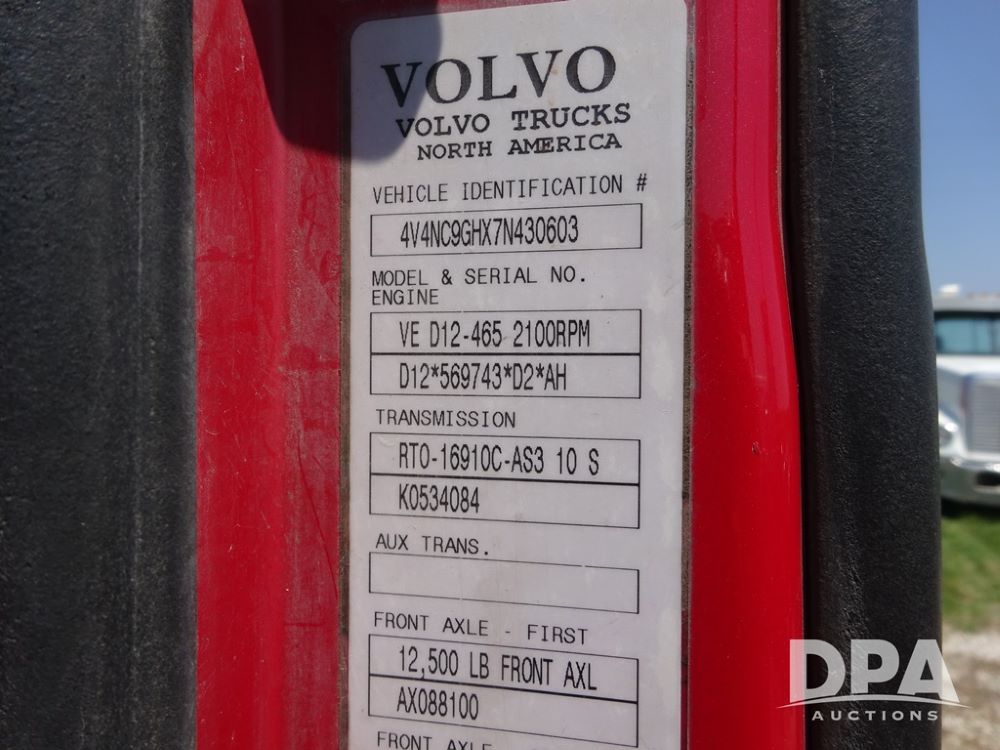 VOLVO
VOLVO TRUCKS
NORTH AMERICA
VEHICLE IDENTIFICATION #
4V4NC9GHX7N430603
MODEL & SERIAL NO.
ENGINE
VE D12-465 2100RPM
D12*569743*D2*AH
TRANSMISSION
RTO-16910C-AS3 10 S
K0534084
AUX TRANS.
FRONT AXLE - FIRST
12,500 LB FRONT AXL
AX088100
FRONT AXLE -
DPA
AUCTIONS